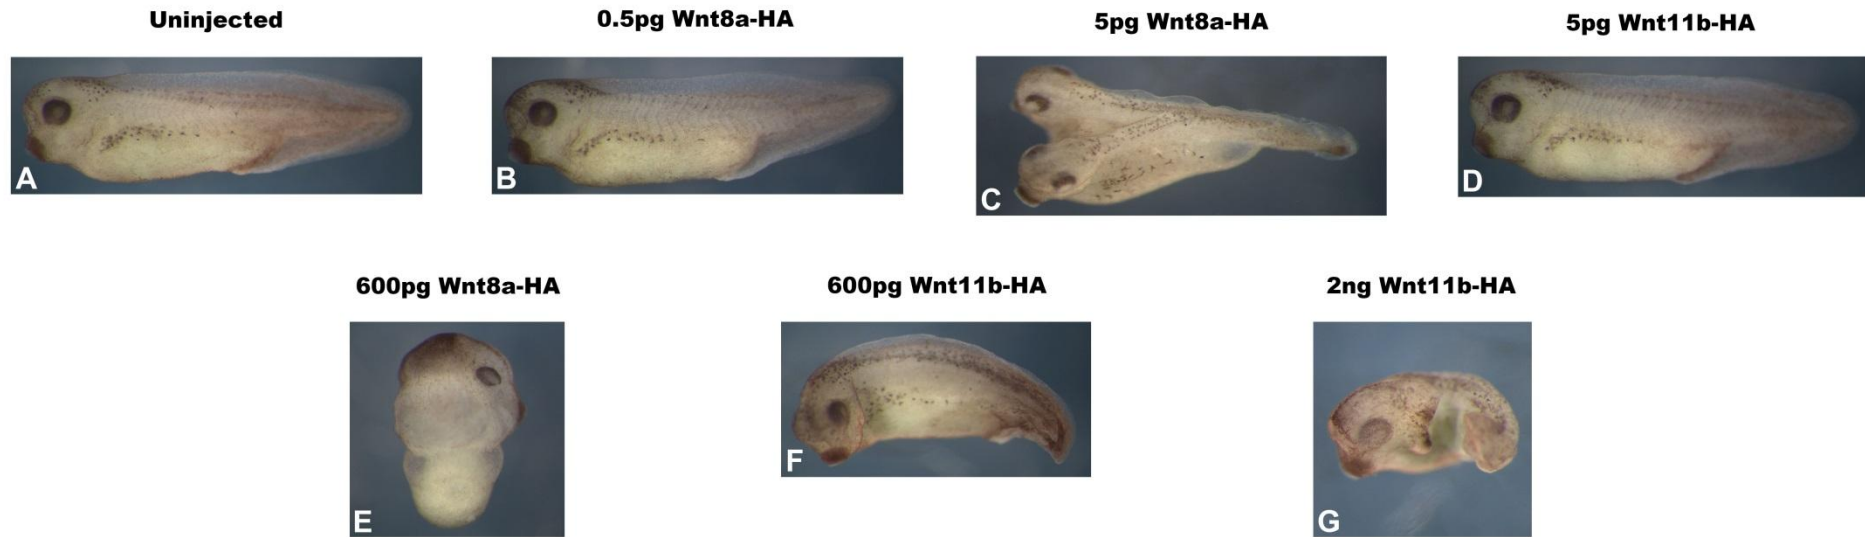 Uninjected
0.5pg Wnt8a-HA
5pg Wnt8a-HA
5pg Wnt11b-HA
A
B
C
D
600pg Wnt8a-HA
600pg Wnt11b-HA
2ng Wnt11b-HA
E
F
G